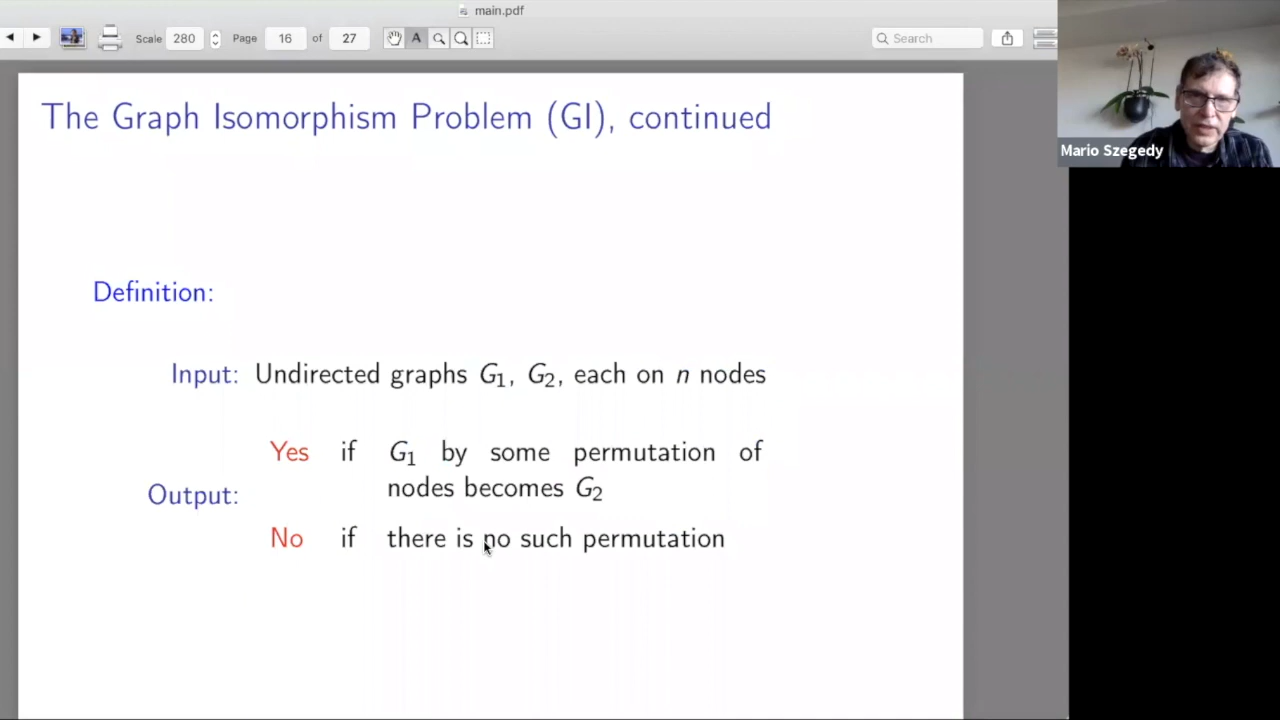 main.pdf
Scale 280 Page 16 of 27 A Search
Mario Szegedy
The Graph Isomorphism Problem (GI), continued
Definition:
Input: Undirected graphs G₁, G₂, each on n nodes
Yes if G₁ by some permutation of
nodes becomes G₂
Output:
No if there is no such permutation